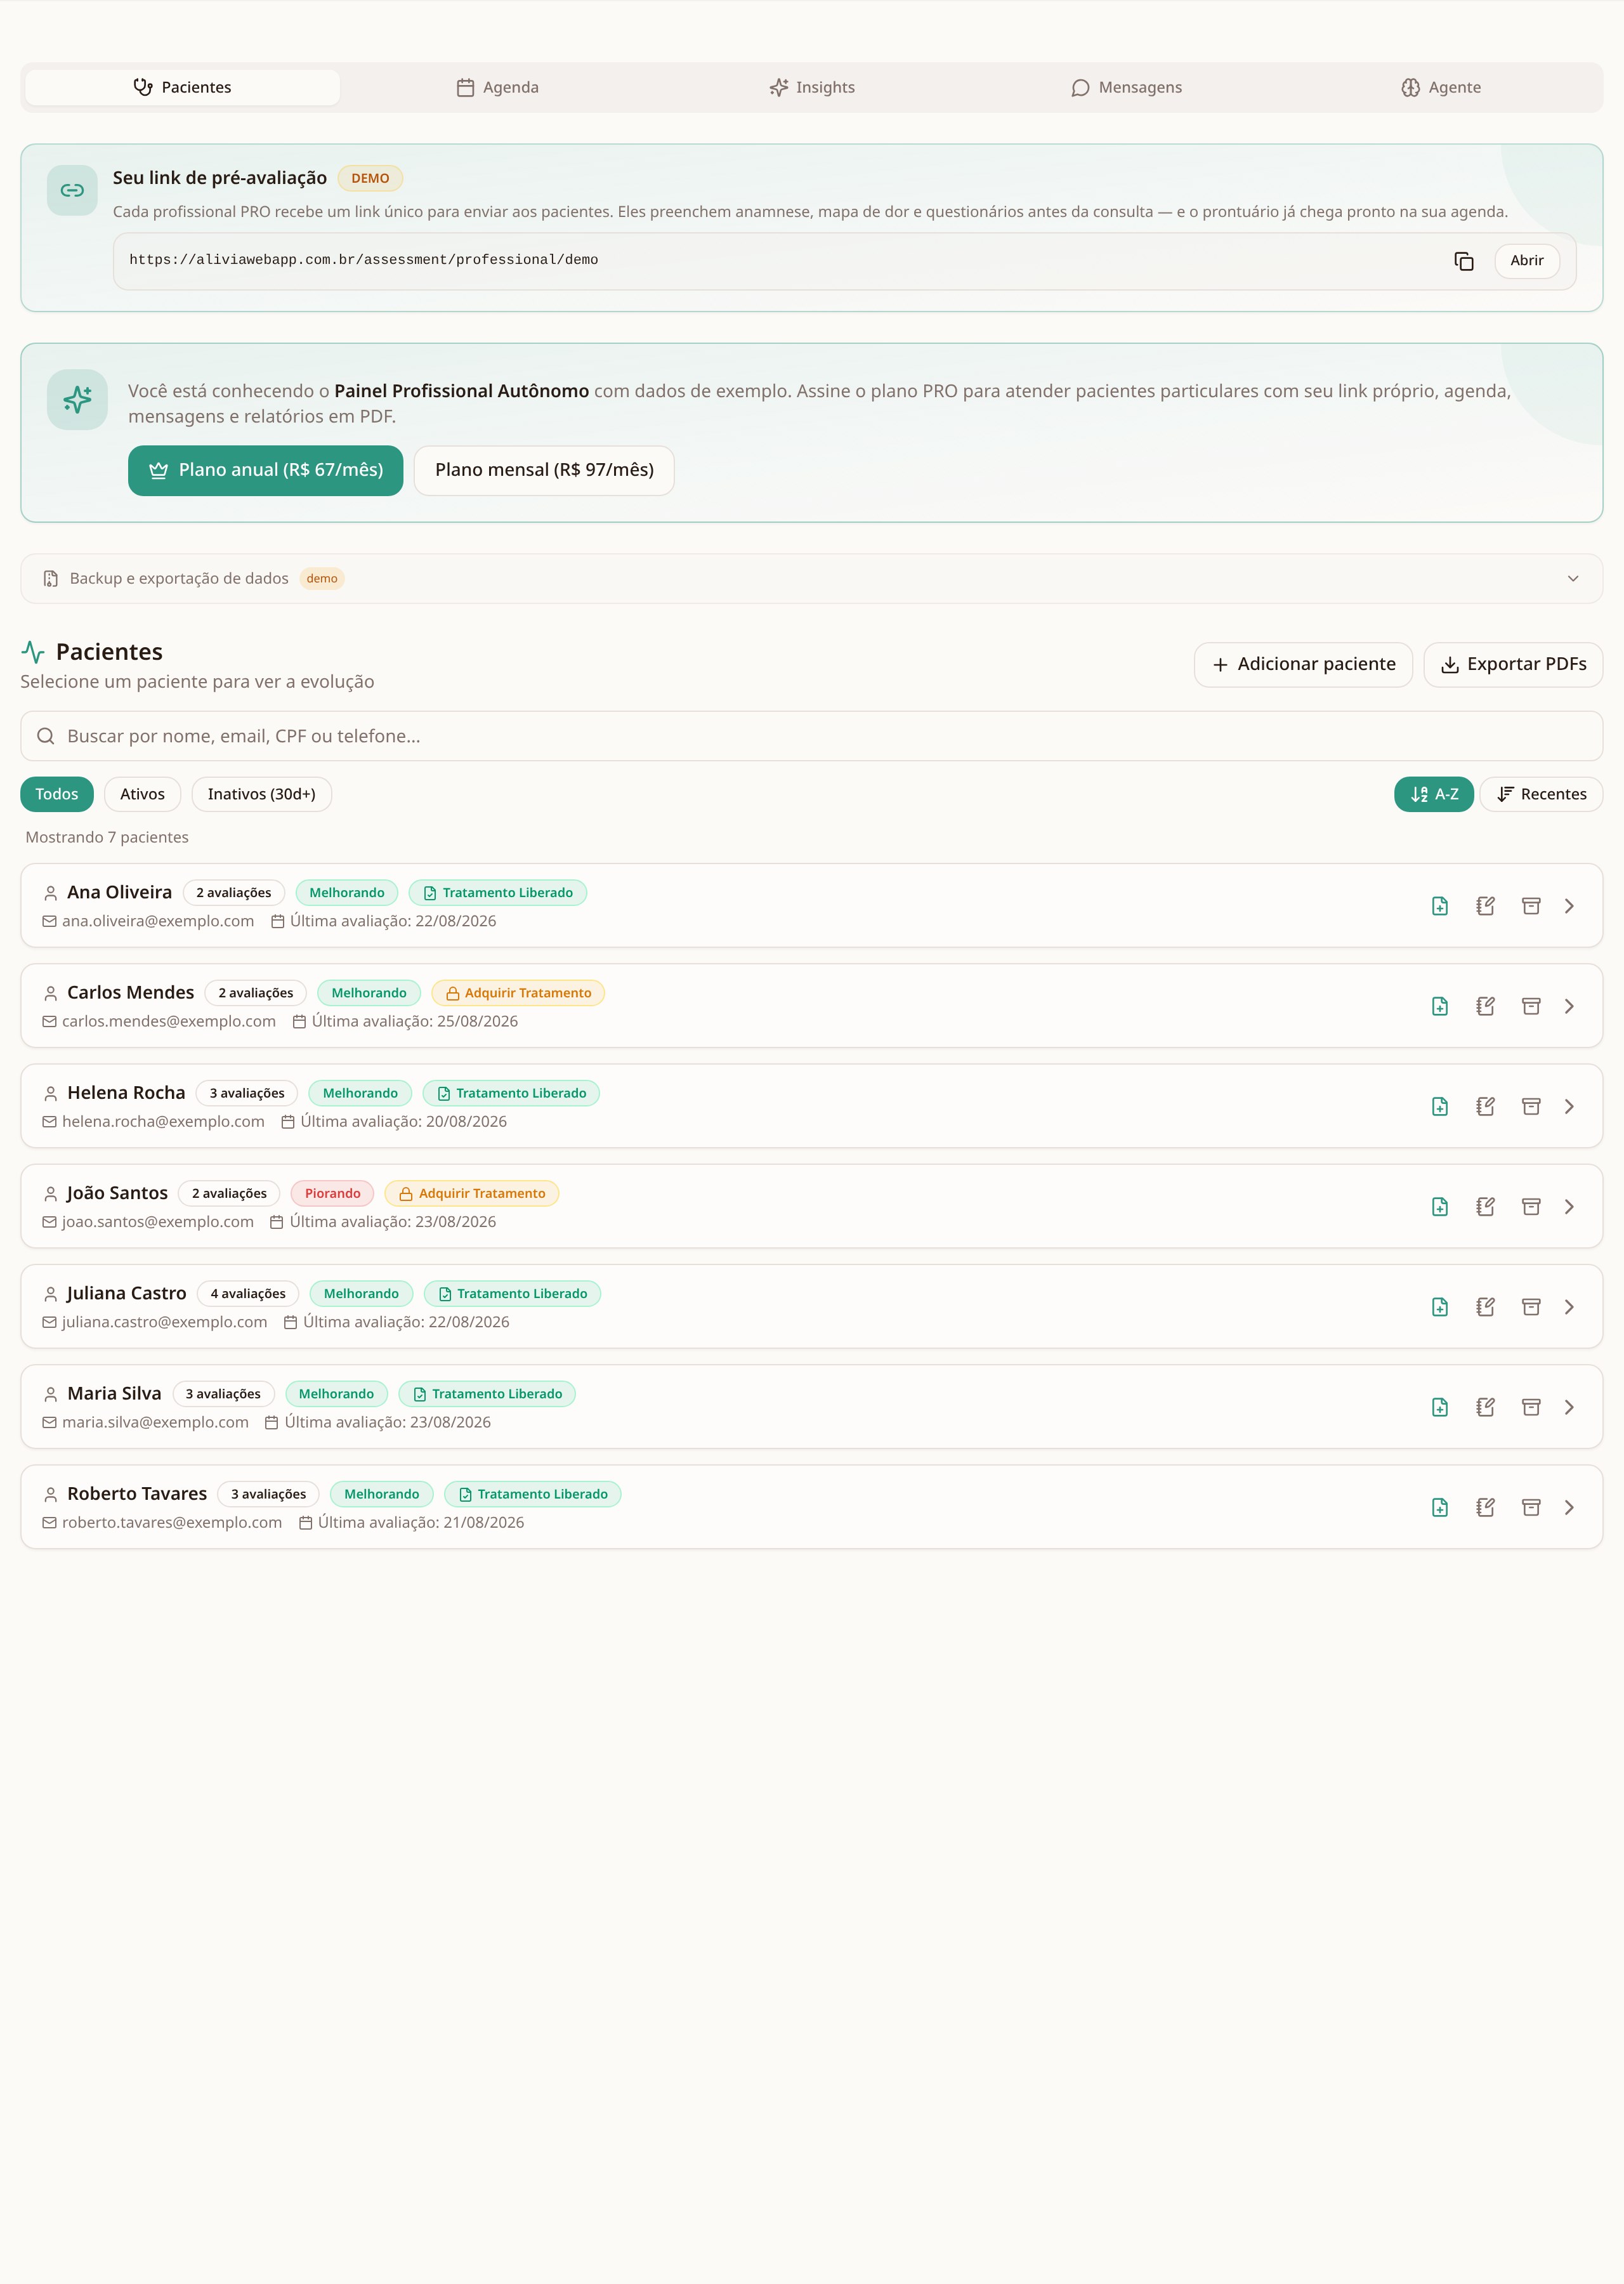 Pacientes
Agenda
Insights
Mensagens
Agente
Seu link de pré-avaliação DEMO
Cada profissional PRO recebe um link único para enviar aos pacientes. Eles preenchem anamnese, mapa de dor e questionários antes da consulta — e o prontuário já chega pronto na sua agenda.
https://aliviawebapp.com.br/assessment/professional/demo Abrir
Você está conhecendo o Painel Profissional Autônomo com dados de exemplo. Assine o plano PRO para atender pacientes particulares com seu link próprio, agenda,
mensagens e relatórios em PDF.
Plano anual (R$ 67/mês) Plano mensal (R$ 97/mês)
Backup e exportação de dados demo
Pacientes
Selecione um paciente para ver a evolução
Adicionar paciente Exportar PDFs
Buscar por nome, email, CPF ou telefone...
Todos Ativos Inativos (30d+) A-Z Recentes
Mostrando 7 pacientes
Ana Oliveira 2 avaliações Melhorando Tratamento Liberado
ana.oliveira@exemplo.com Última avaliação: 22/08/2026
Carlos Mendes 2 avaliações Melhorando Adquirir Tratamento
carlos.mendes@exemplo.com Última avaliação: 25/08/2026
Helena Rocha 3 avaliações Melhorando Tratamento Liberado
helena.rocha@exemplo.com Última avaliação: 20/08/2026
João Santos 2 avaliações Piorando Adquirir Tratamento
joao.santos@exemplo.com Última avaliação: 23/08/2026
Juliana Castro 4 avaliações Melhorando Tratamento Liberado
juliana.castro@exemplo.com Última avaliação: 22/08/2026
Maria Silva 3 avaliações Melhorando Tratamento Liberado
maria.silva@exemplo.com Última avaliação: 23/08/2026
Roberto Tavares 3 avaliações Melhorando Tratamento Liberado
roberto.tavares@exemplo.com Última avaliação: 21/08/2026